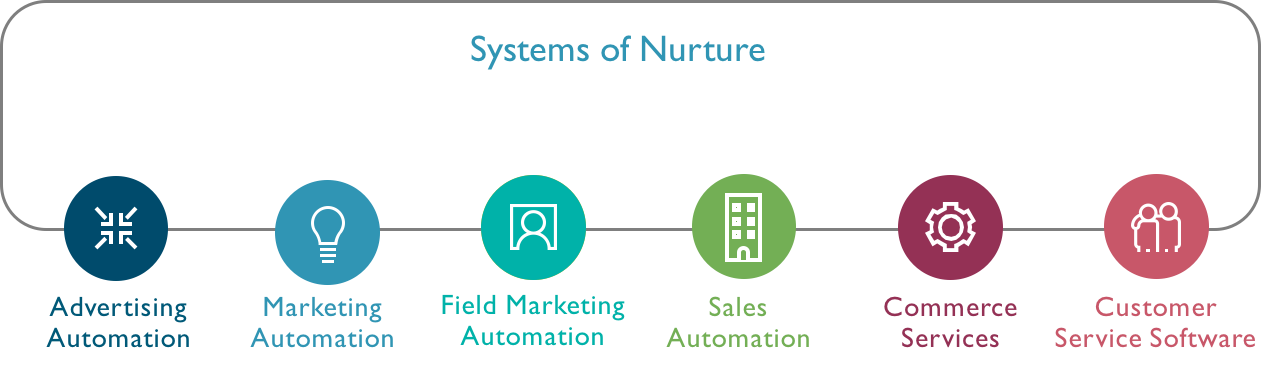 Systems of Nurture
Advertising
Automation
Marketing
Automation
Field Marketing
Automation
Sales
Automation
Commerce
Services
Customer
Service Software